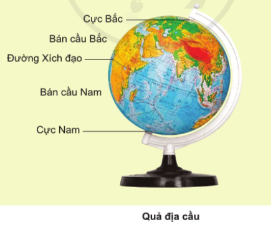 Cực Bắc
Bán cầu Bắc
Đường Xích đạo
Bán cầu Nam
Cực Nam
Quả địa cầu